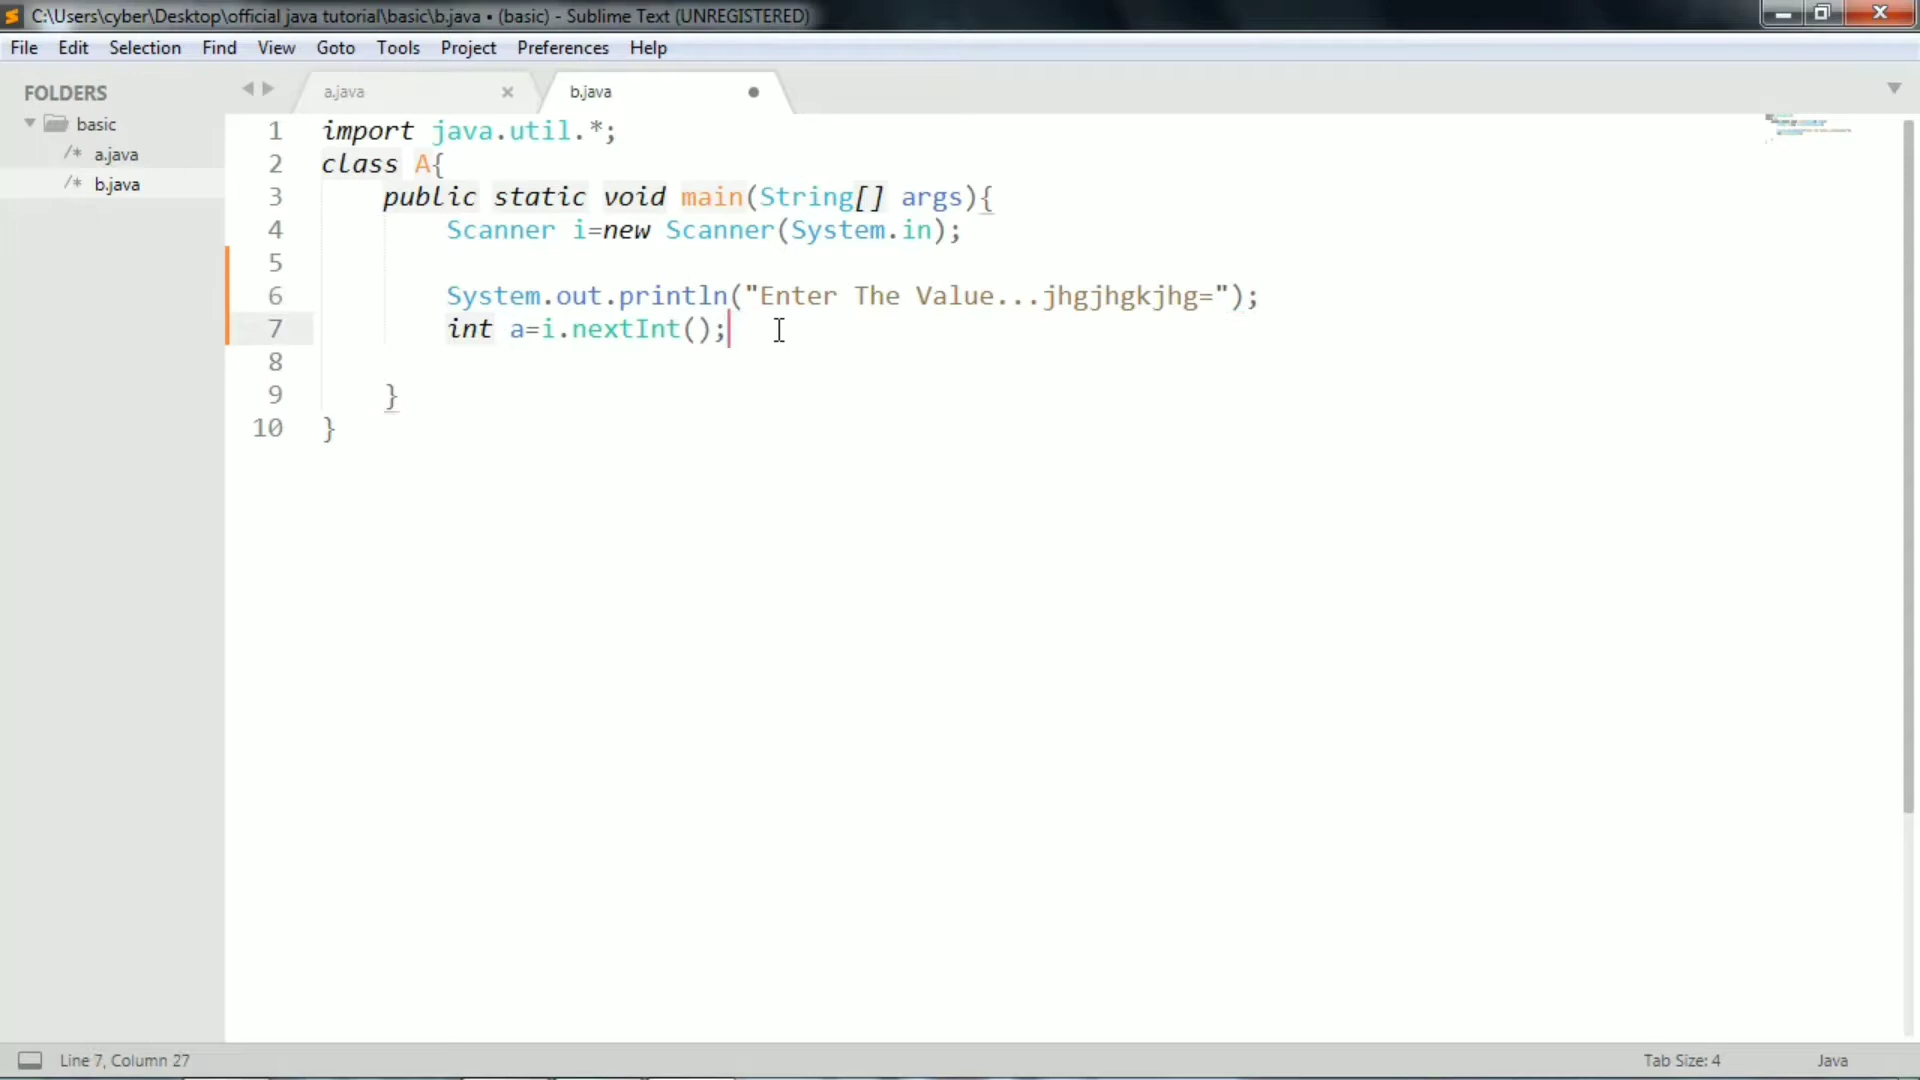 C:\Users\cyber\Desktop\official java tutorial\basic\b.java • (basic) - Sublime Text (UNREGISTERED)
File Edit Selection Find View Goto Tools Project Preferences Help
FOLDERS
basic
/* a.java
/* b.java
a.java b.java
1 import java.util.*;
2 class A{
3 public static void main(String[] args){
4 Scanner i=new Scanner(System.in);
5
6 System.out.println("Enter The Value...jhgjhgkjhg=");
7 int a=i.nextInt();
8
9 }
10 }
Line 7, Column 27 Tab Size: 4 Java